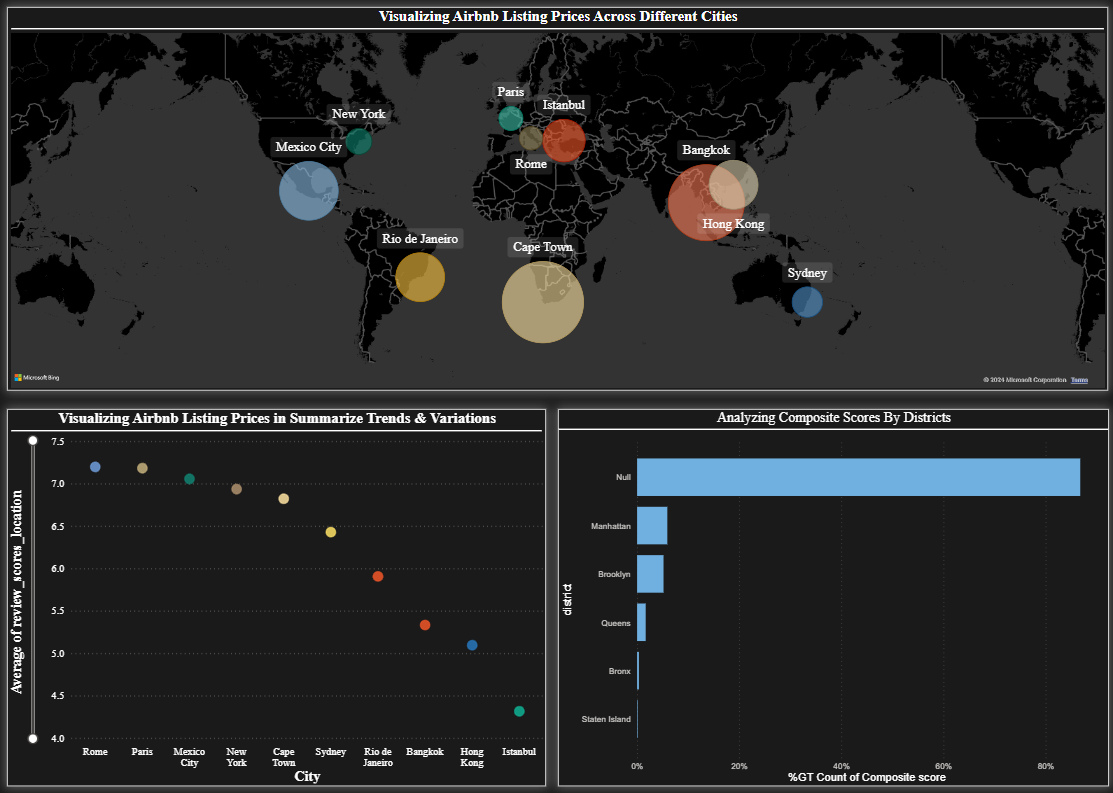 Visualizing Airbnb Listing Prices Across Different Cities
Paris
Istanbul
New York
Mexico City
Bangkok
Rome
Hong Kong
Rio de Janeiro
Cape Town
Sydney
Microsoft Bing
© 2024 Microsoft Corporation Terms
Visualizing Airbnb Listing Prices in Summarize Trends & Variations
Average of review_scores_location
7.5
7.0
6.5
6.0
5.5
5.0
4.5
4.0
Rome
Paris
Mexico
City
New
York
Cape
Town
Sydney
Rio de
Janeiro
Bangkok
Hong
Kong
Istanbul
City
Analyzing Composite Scores By Districts
district
Null
Manhattan
Brooklyn
Queens
Bronx
Staten Island
0%
20%
40%
60%
80%
%GT Count of Composite score